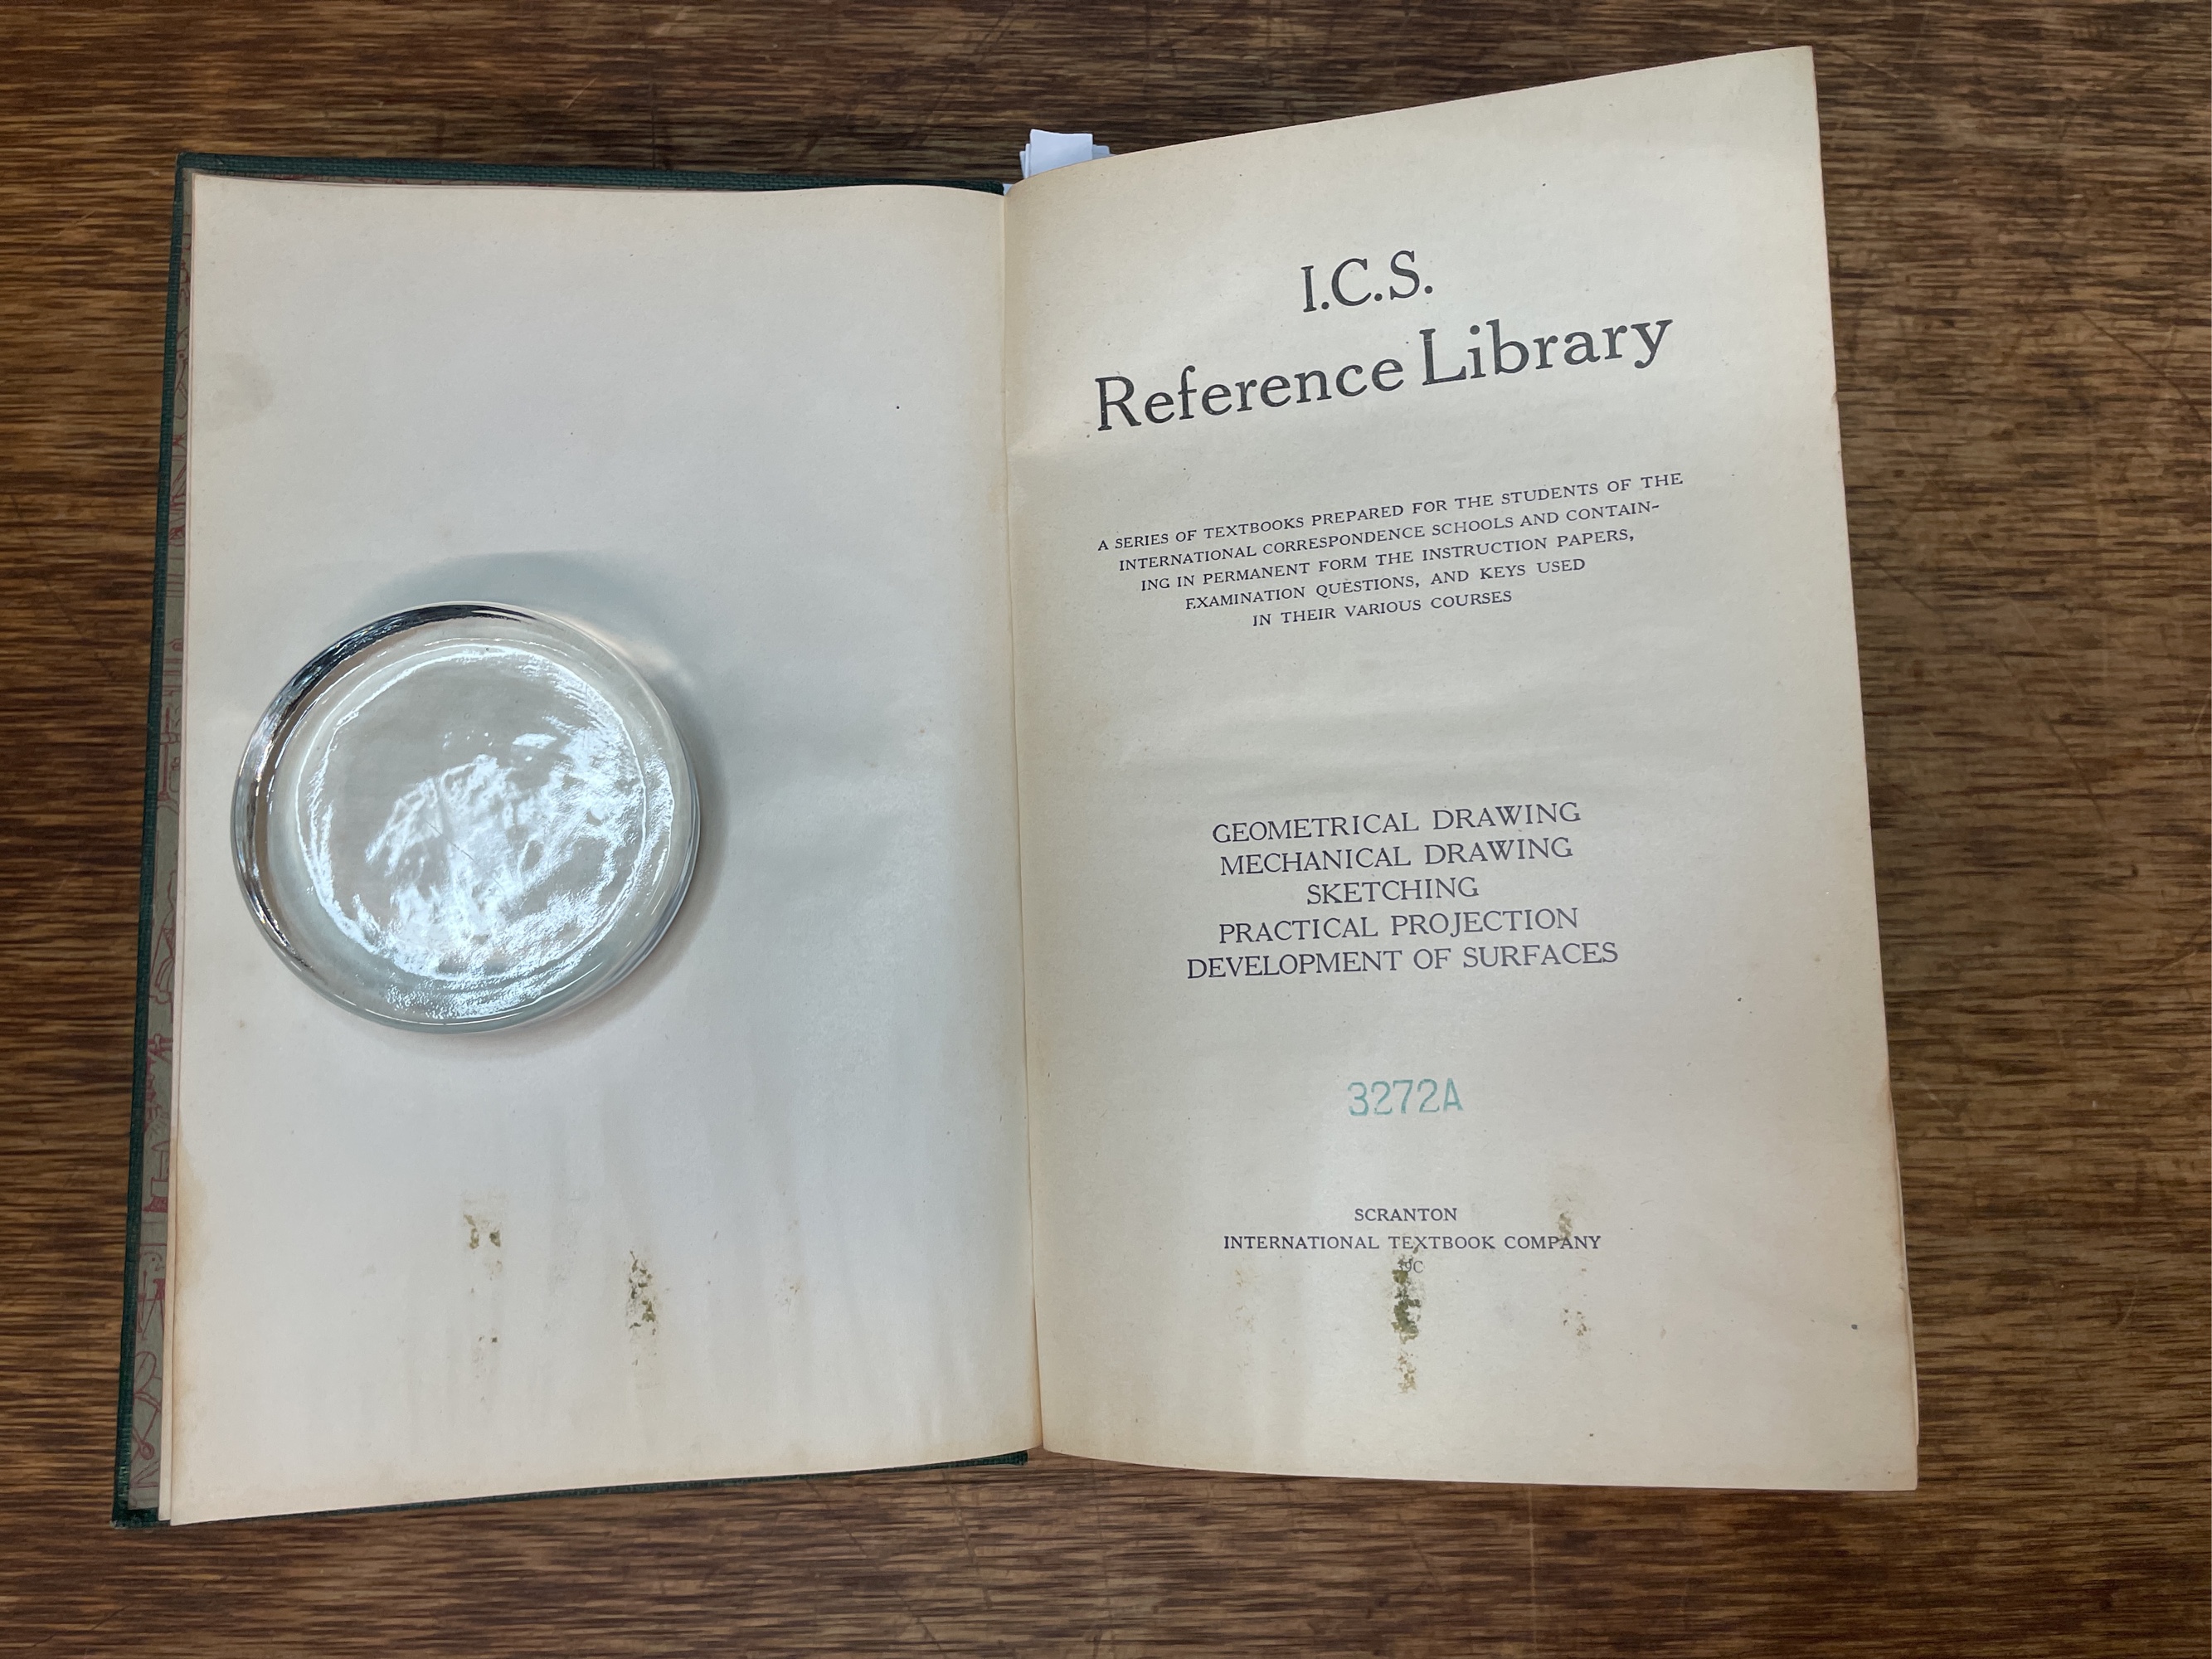 I.C.S.
Reference Library
A SERIES OF TEXTBOOKS PREPARED FOR THE STUDENTS OF THE
INTERNATIONAL CORRESPONDENCE SCHOOLS AND CONTAIN-
ING IN PERMANENT FORM THE INSTRUCTION PAPERS,
EXAMINATION QUESTIONS, AND KEYS USED
IN THEIR VARIOUS COURSES
GEOMETRICAL DRAWING
MECHANICAL DRAWING
SKETCHING
PRACTICAL PROJECTION
DEVELOPMENT OF SURFACES
3272A
SCRANTON
INTERNATIONAL TEXTBOOK COMPANY